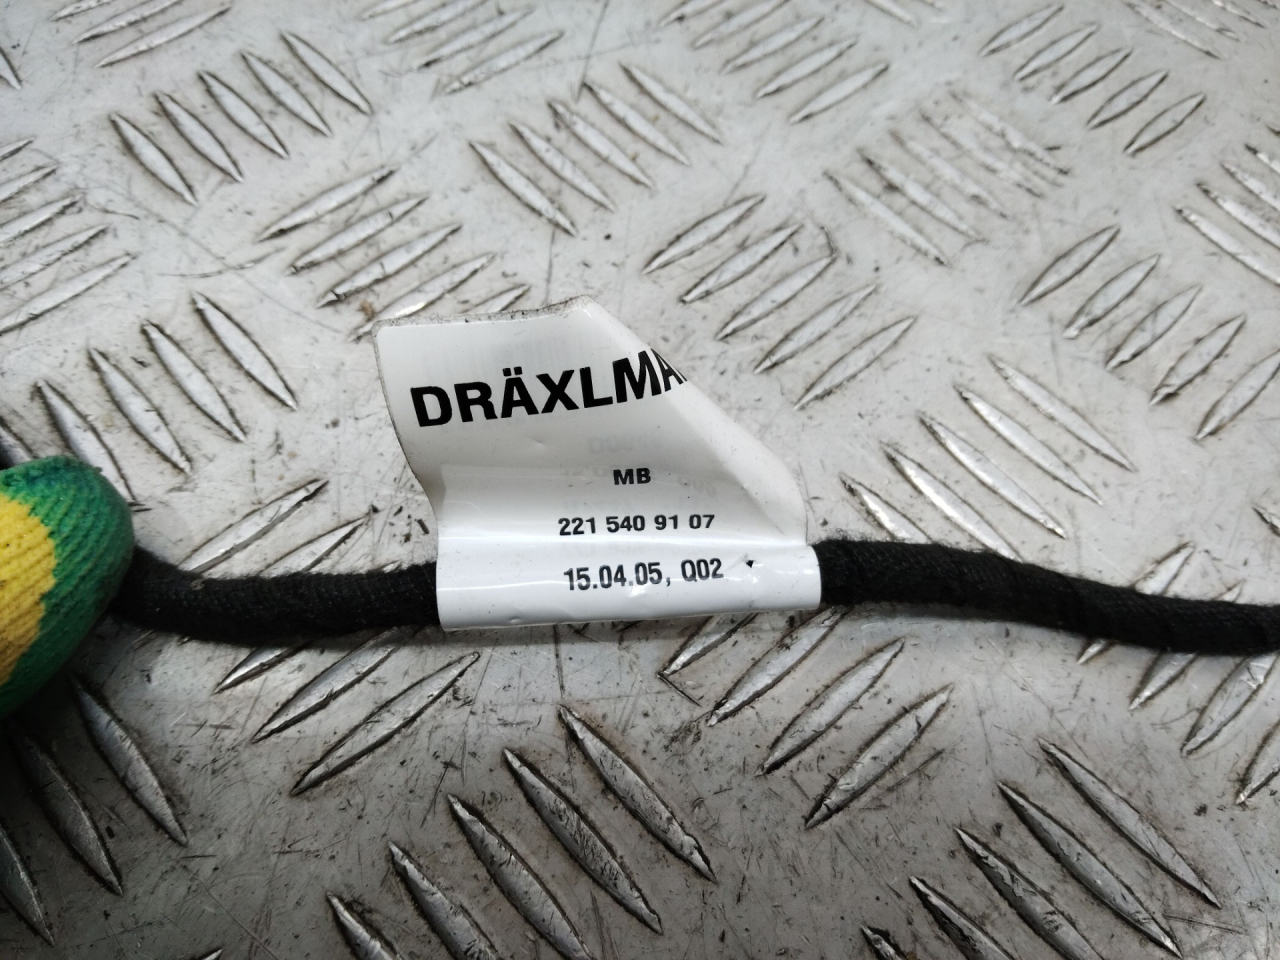 DRÄXLMA
MB
221 540 91 07
15.04.05, Q02